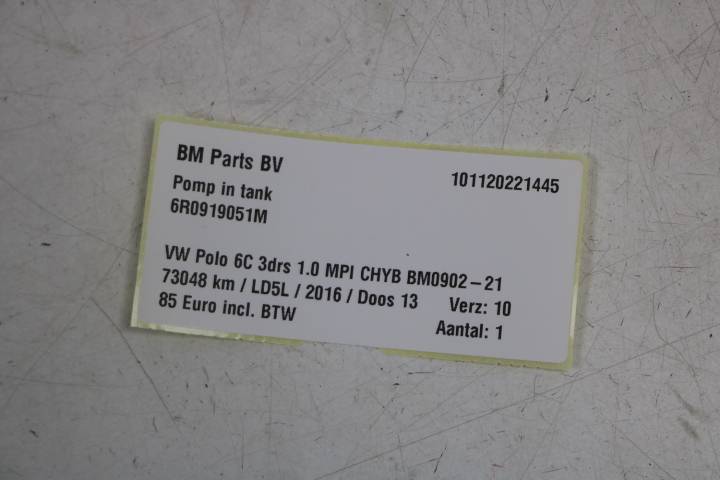 BM Parts BV 101120221445
Pomp in tank
6R0919051M
VW Polo 6C 3drs 1.0 MPI CHYB BM0902-21
73048 km / LD5L / 2016 / Doos 13 Verz: 10
85 Euro incl. BTW Aantal: 1